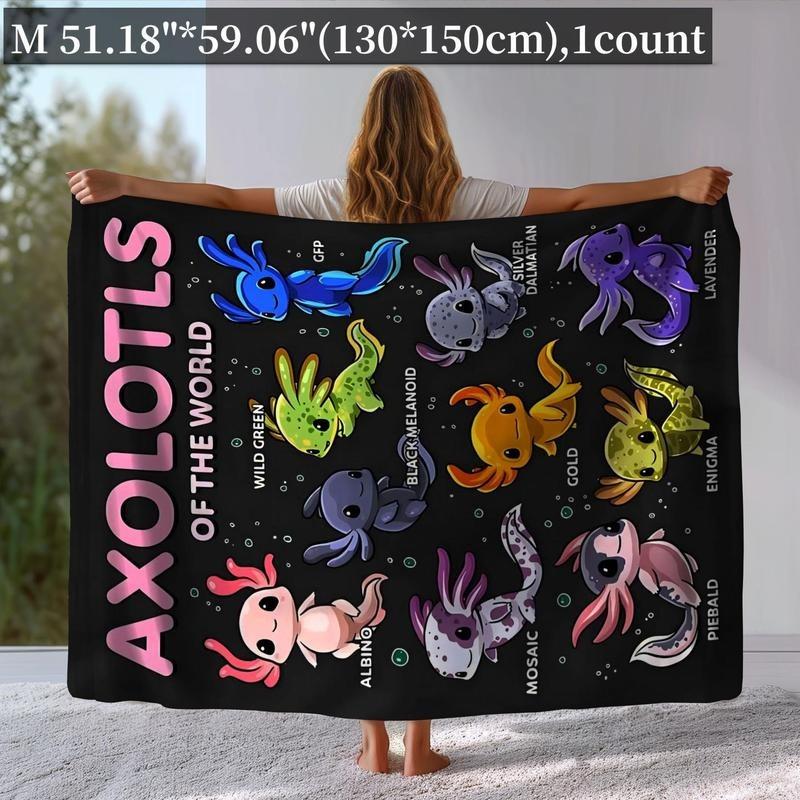 M 51.18"*59.06"(130*150cm),1count
AXOLOTLS
OF THE WORLD
GFP
SILVER
DALMATIAN
LAVENDER
WILD GREEN
BLACK MELANOID
GOLD
ENIGMA
ALBINO
MOSAIC
PIEBALD